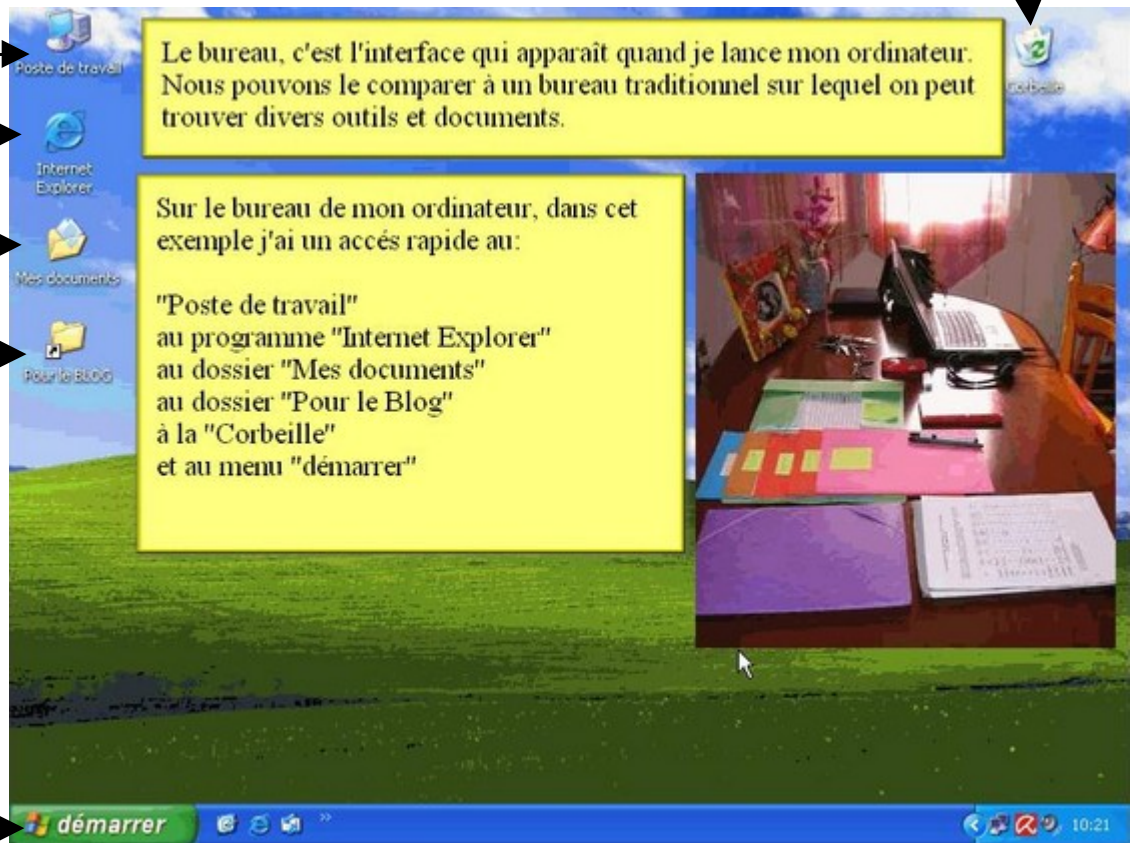 Poste de travail
Le bureau, c'est l'interface qui apparaît quand je lance mon ordinateur.
Nous pouvons le comparer à un bureau traditionnel sur lequel on peut
trouver divers outils et documents.
Corbeille
Internet
Explorer
Mes documents
Pour le BLOG
Sur le bureau de mon ordinateur, dans cet
exemple j'ai un accés rapide au:
"Poste de travail"
au programme "Internet Explorer"
au dossier "Mes documents"
au dossier "Pour le Blog"
à la "Corbeille"
et au menu "démarrer"
démarrer
10:21